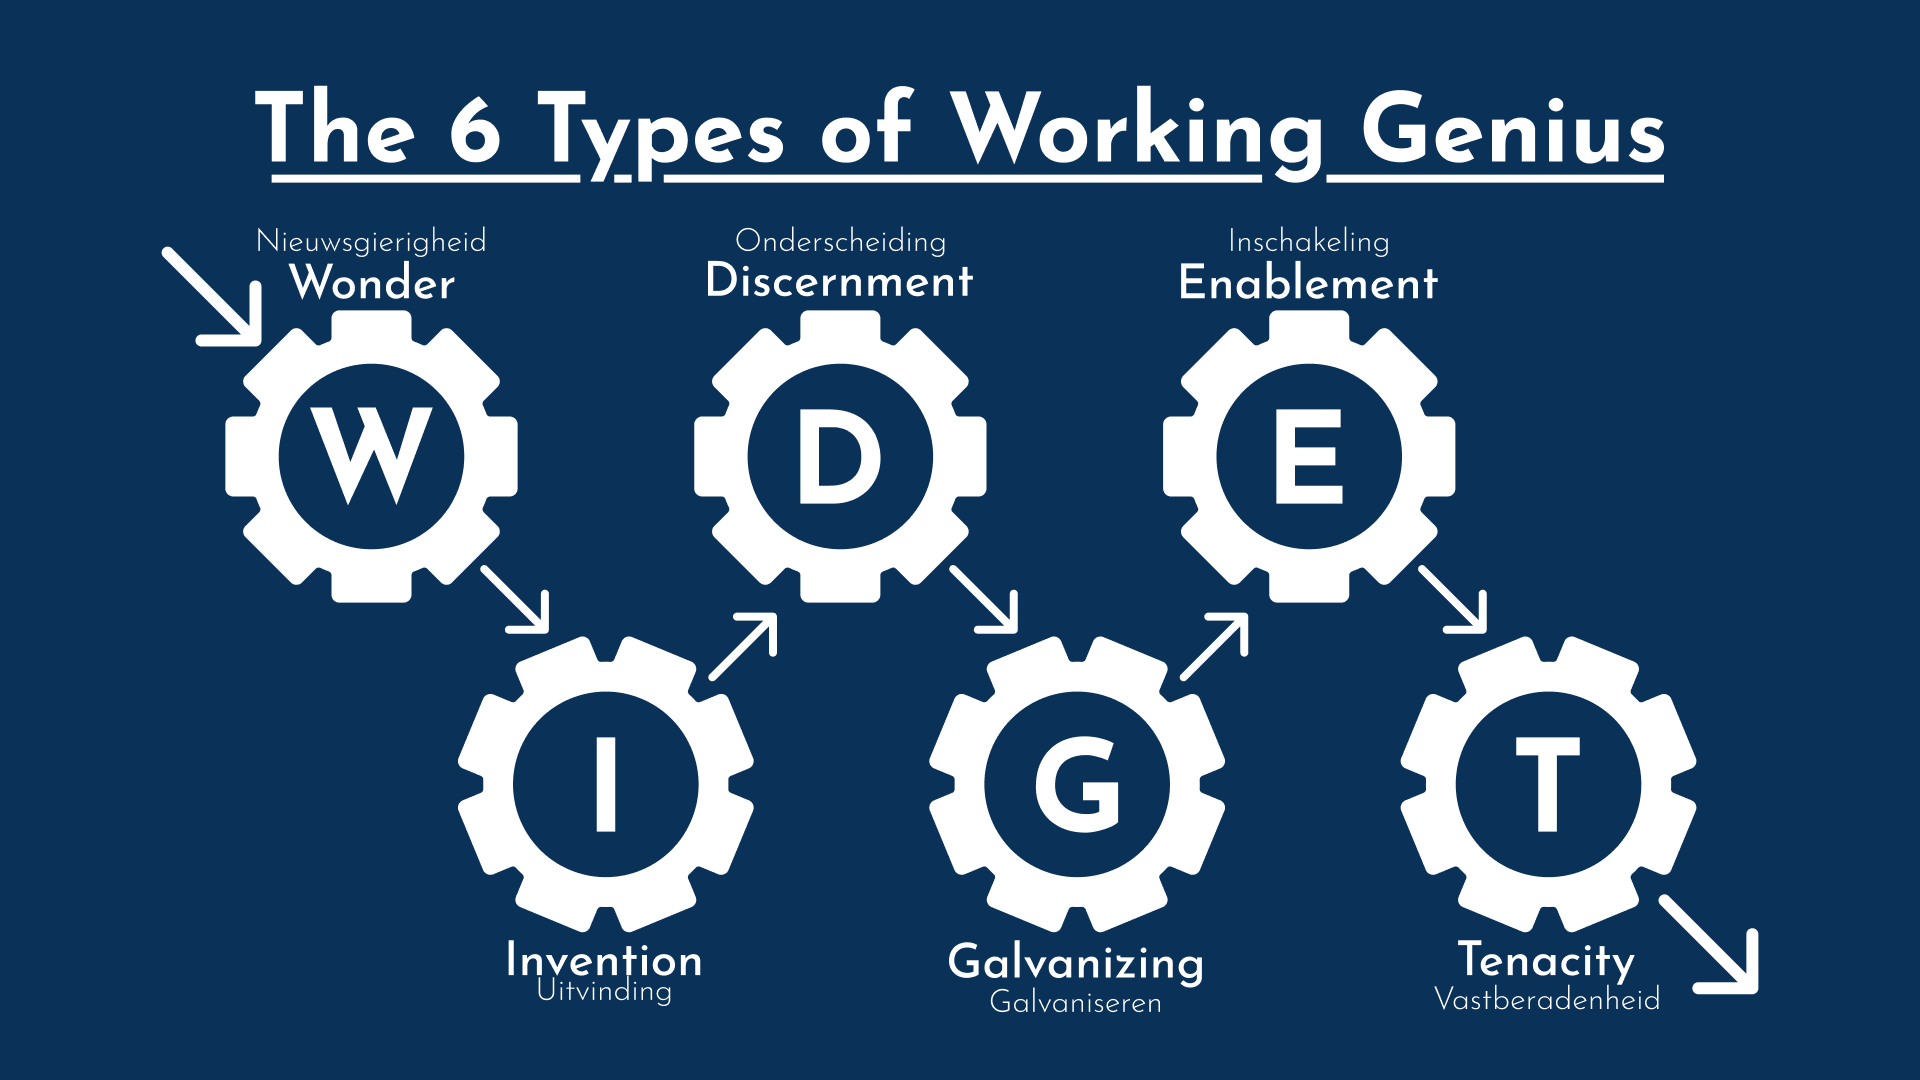 The 6 Types of Working Genius
Nieuwsgierigheid
Wonder
W
Onderscheiding
Discernment
D
Inschakeling
Enablement
E
I
Invention
Uitvinding
G
Galvanizing
Galvaniseren
T
Tenacity
Vastberadenheid